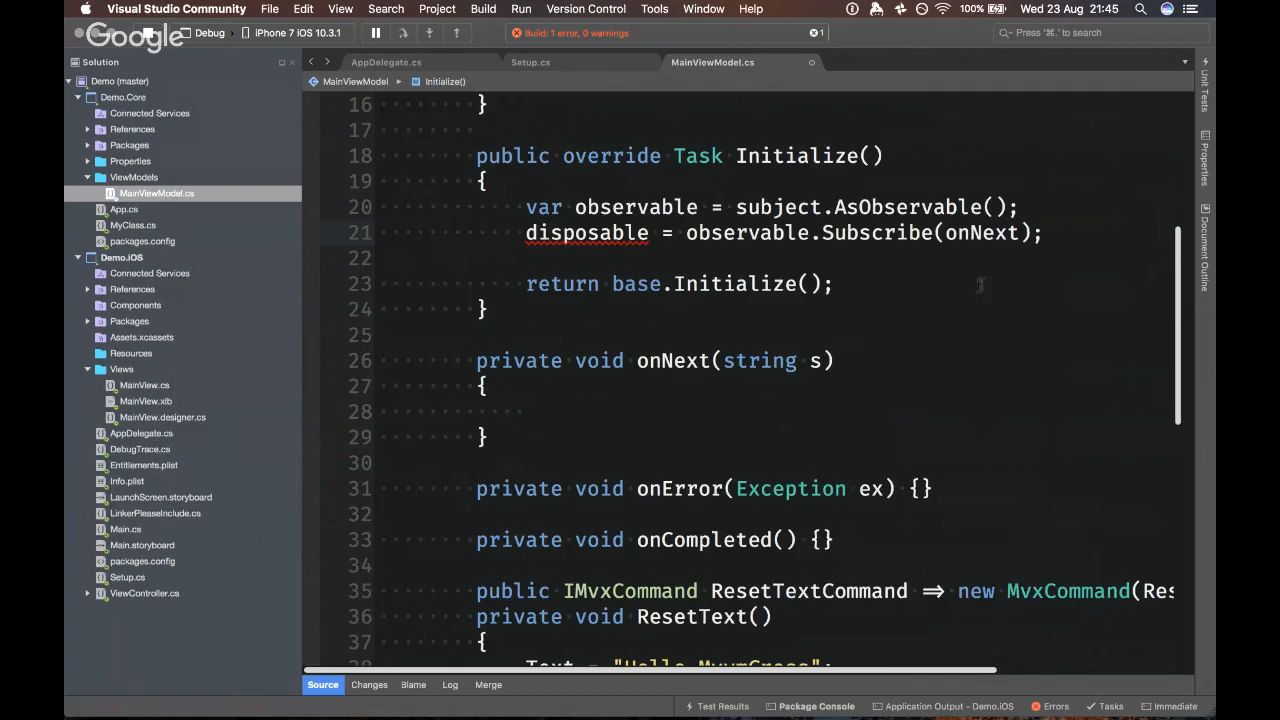 Visual Studio Community File Edit View Search Project Build Run Version Control Tools Window Help 100% Wed 23 Aug 21:45
Google
Debug iPhone 7 iOS 10.3.1 Build: 1 error, 0 warnings 1 Press '⌘.' to search
Solution
AppDelegate.cs Setup.cs MainViewModel.cs
MainViewModel Initialize()
Demo (master)
Demo.Core
Connected Services
References
Packages
Properties
ViewModels
MainViewModel.cs
App.cs
MyClass.cs
packages.config
Demo.iOS
Connected Services
References
Components
Packages
Assets.xcassets
Resources
Views
MainView.cs
MainView.xib
MainView.designer.cs
AppDelegate.cs
DebugTrace.cs
Entitlements.plist
Info.plist
LaunchScreen.storyboard
LinkerPleaseInclude.cs
Main.cs
Main.storyboard
packages.config
Setup.cs
ViewController.cs
16 }
17
18 public override Task Initialize()
19 {
20 var observable = subject.AsObservable();
21 disposable = observable.Subscribe(onNext);
22
23 return base.Initialize();
24 }
25
26 private void onNext(string s)
27 {
28
29 }
30
31 private void onError(Exception ex) {}
32
33 private void onCompleted() {}
34
35 public IMvxCommand ResetTextCommand => new MvxCommand(Res
36 private void ResetText()
37 {
38 Text = "Hello MvvmCross";
Unit Tests
Properties
Document Outline
Source Changes Blame Log Merge
Test Results Package Console Application Output - Demo.iOS Errors Tasks Immediate